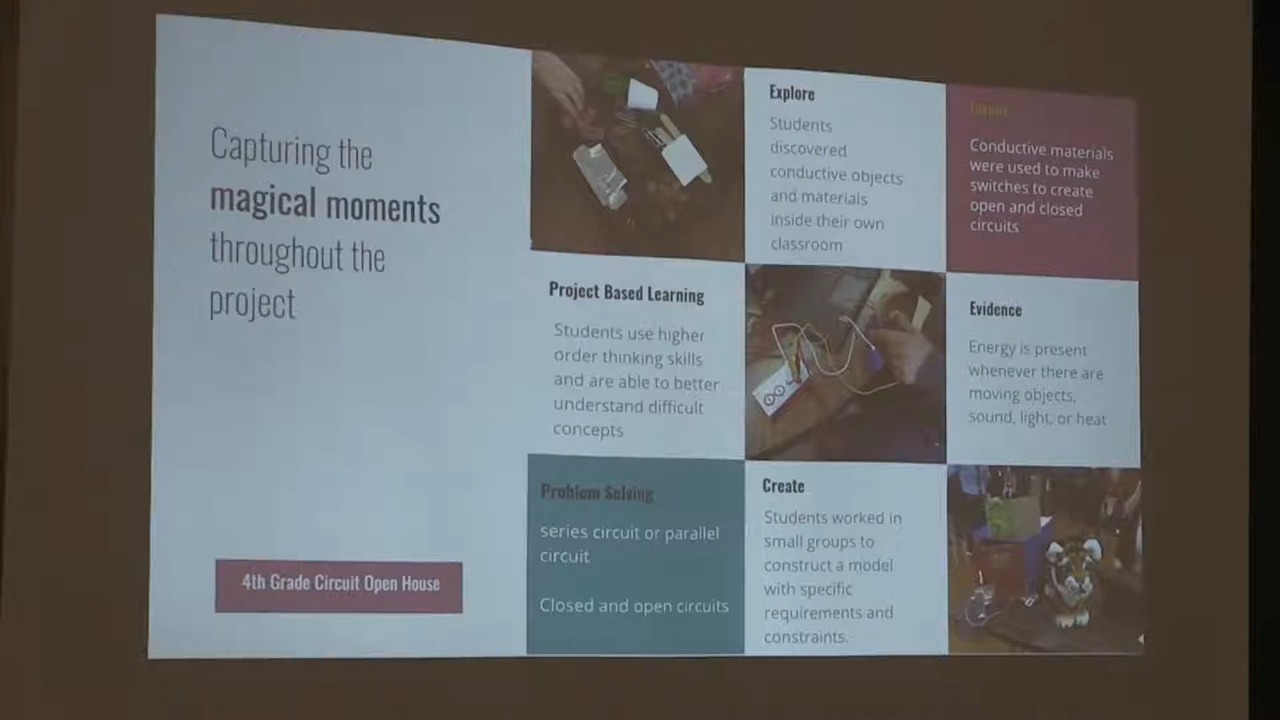 Capturing the
magical moments
throughout the
project
4th Grade Circuit Open House
Explore
Students
discovered
conductive objects
and materials
inside their own
classroom
Invent
Conductive materials
were used to make
switches to create
open and closed
circuits
Project Based Learning
Students use higher
order thinking skills
and are able to better
understand difficult
concepts
Evidence
Energy is present
whenever there are
moving objects,
sound, light, or heat
Problem Solving
series circuit or parallel
circuit
Closed and open circuits
Create
Students worked in
small groups to
construct a model
with specific
requirements and
constraints.